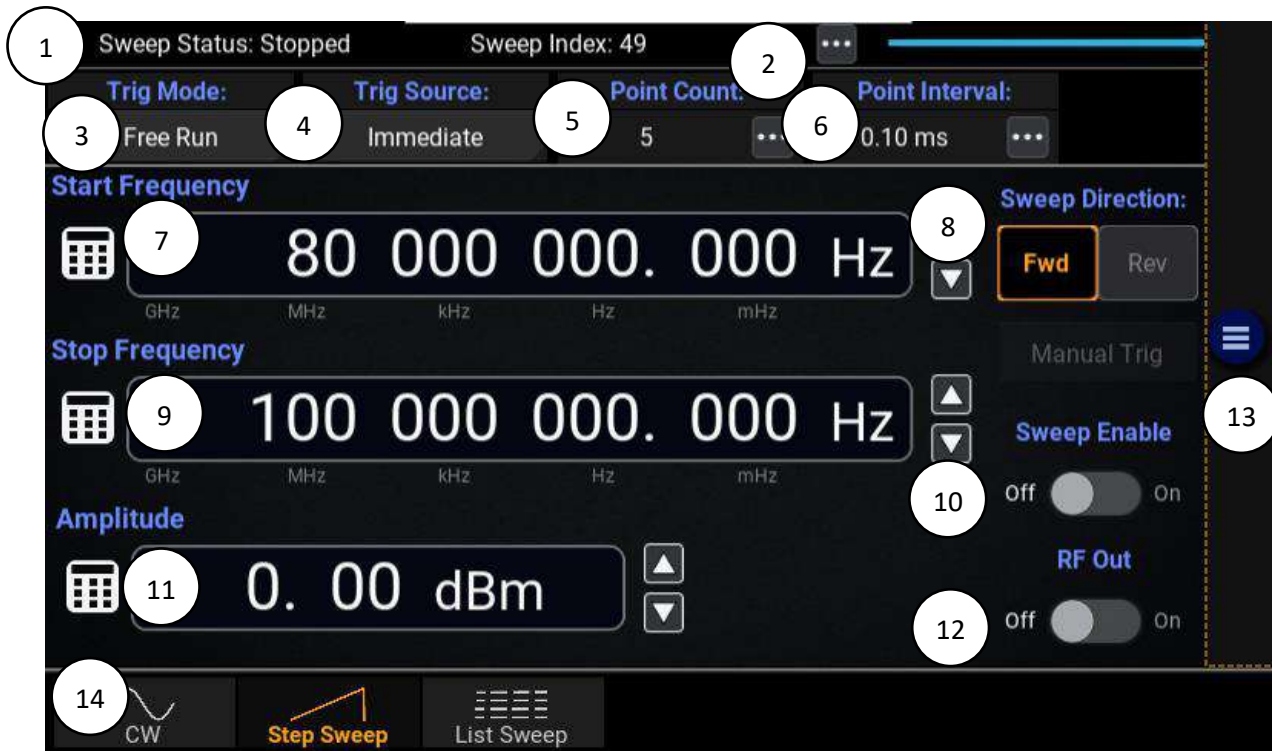 1 Sweep Status: Stopped Sweep Index: 49 ••• 2
Trig Mode: Trig Source: Point Count: Point Interval:
3 Free Run 4 Immediate 5 5 ••• 6 0.10 ms •••
Start Frequency
Sweep Direction:
7 80 000 000. 000 Hz 8
Fwd Rev
GHz MHz kHz Hz mHz
Stop Frequency
Manual Trig
9 100 000 000. 000 Hz
13
Sweep Enable
GHz MHz kHz Hz mHz
10 Off On
Amplitude
RF Out
11 0. 00 dBm
12 Off On
14
CW Step Sweep List Sweep